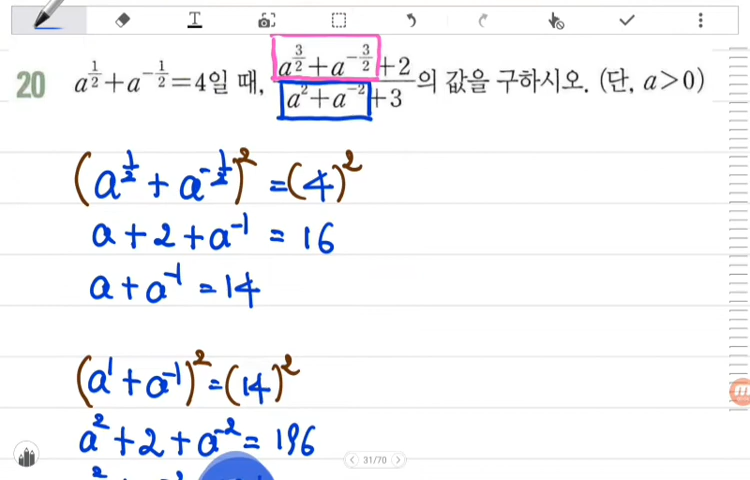 20 a^{1/2}+a^{-1/2}=4일 때, \frac{a^{3/2}+a^{-3/2}+2}{a^2+a^{-2}+3}의 값을 구하시오. (단, a>0)
(a^{1/2}+a^{-1/2})^2=(4)^2
a+2+a^{-1}=16
a+a^{-1}=14
(a^1+a^{-1})^2=(14)^2
a^2+2+a^{-2}=196
31/70